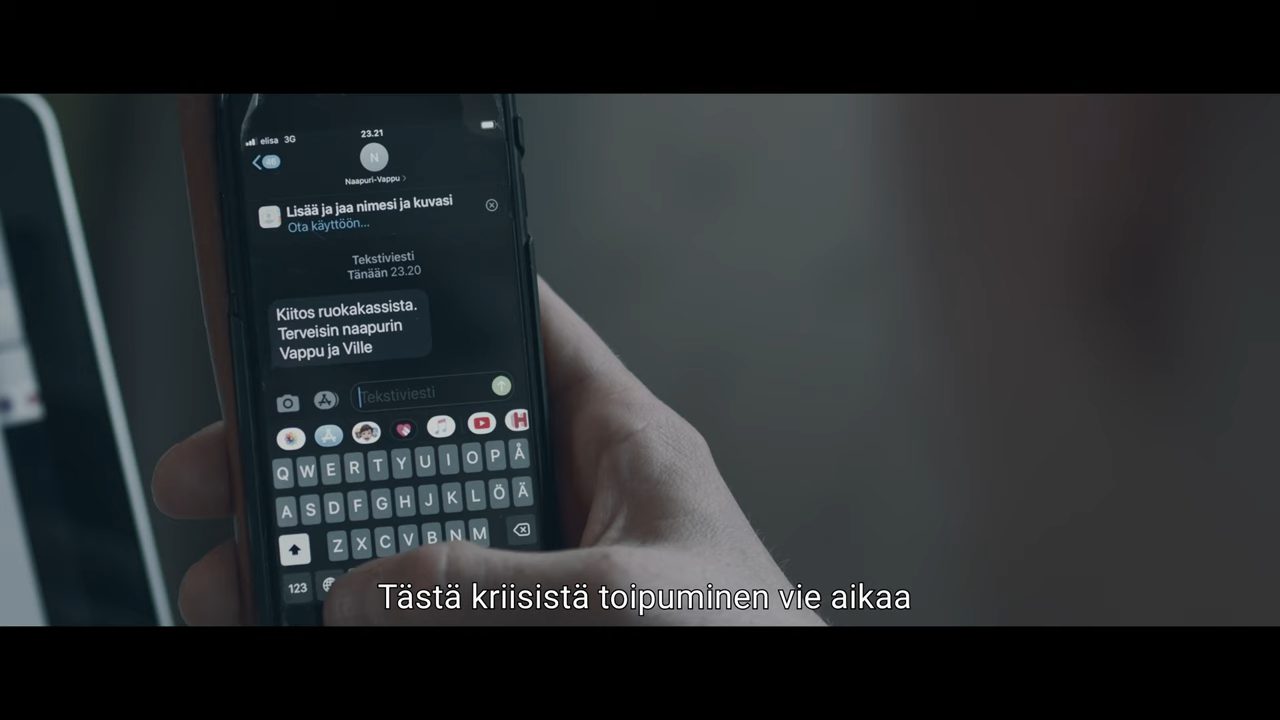 elisa 3G
23.21
46
N
Naapuri-Vappu
Lisää ja jaa nimesi ja kuvasi
Ota käyttöön...
Tekstiviesti
Tänään 23.20
Kiitos ruokakassista.
Terveisin naapurin
Vappu ja Ville
Tekstiviesti
Q W E R T Y U I O P Å
A S D F G H J K L Ö Ä
Z X C V B N M
123
Tästä kriisistä toipuminen vie aikaa